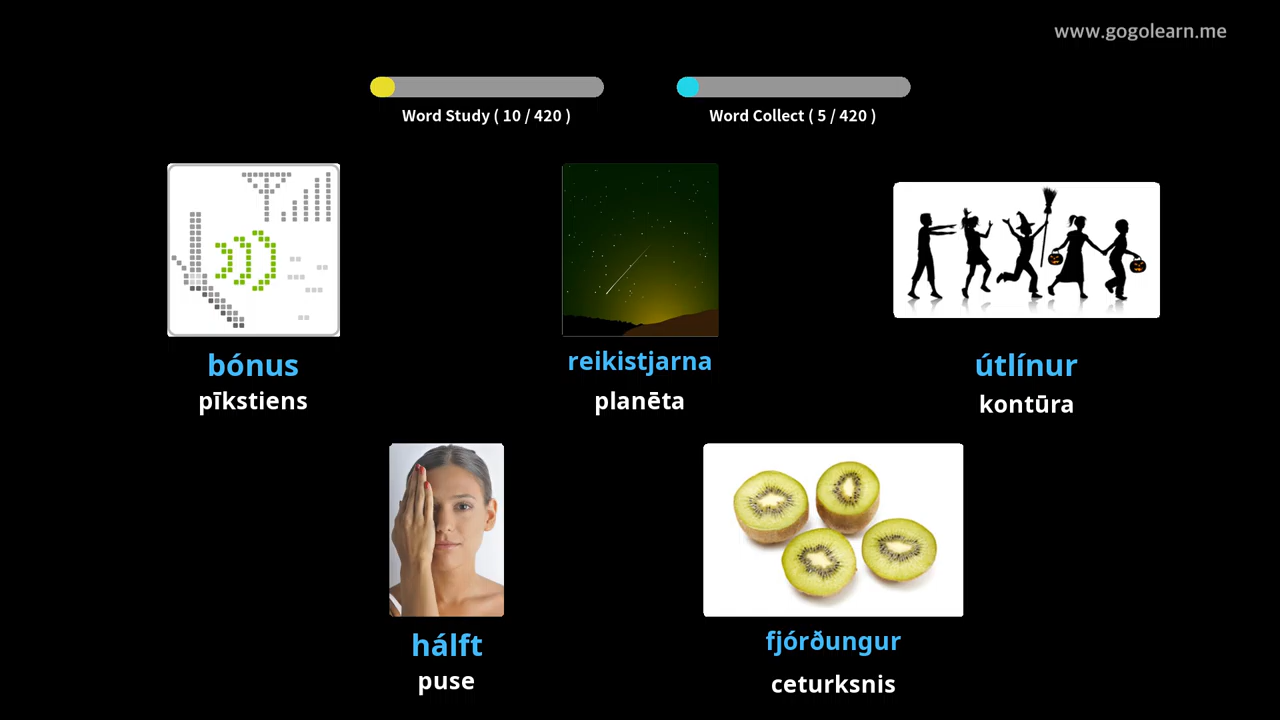 www.gogolearn.me
Word Study ( 10 / 420 )
Word Collect ( 5 / 420 )
bónus
pīkstiens
reikistjarna
planēta
útlínur
kontūra
hálft
puse
fjórðungur
ceturksnis